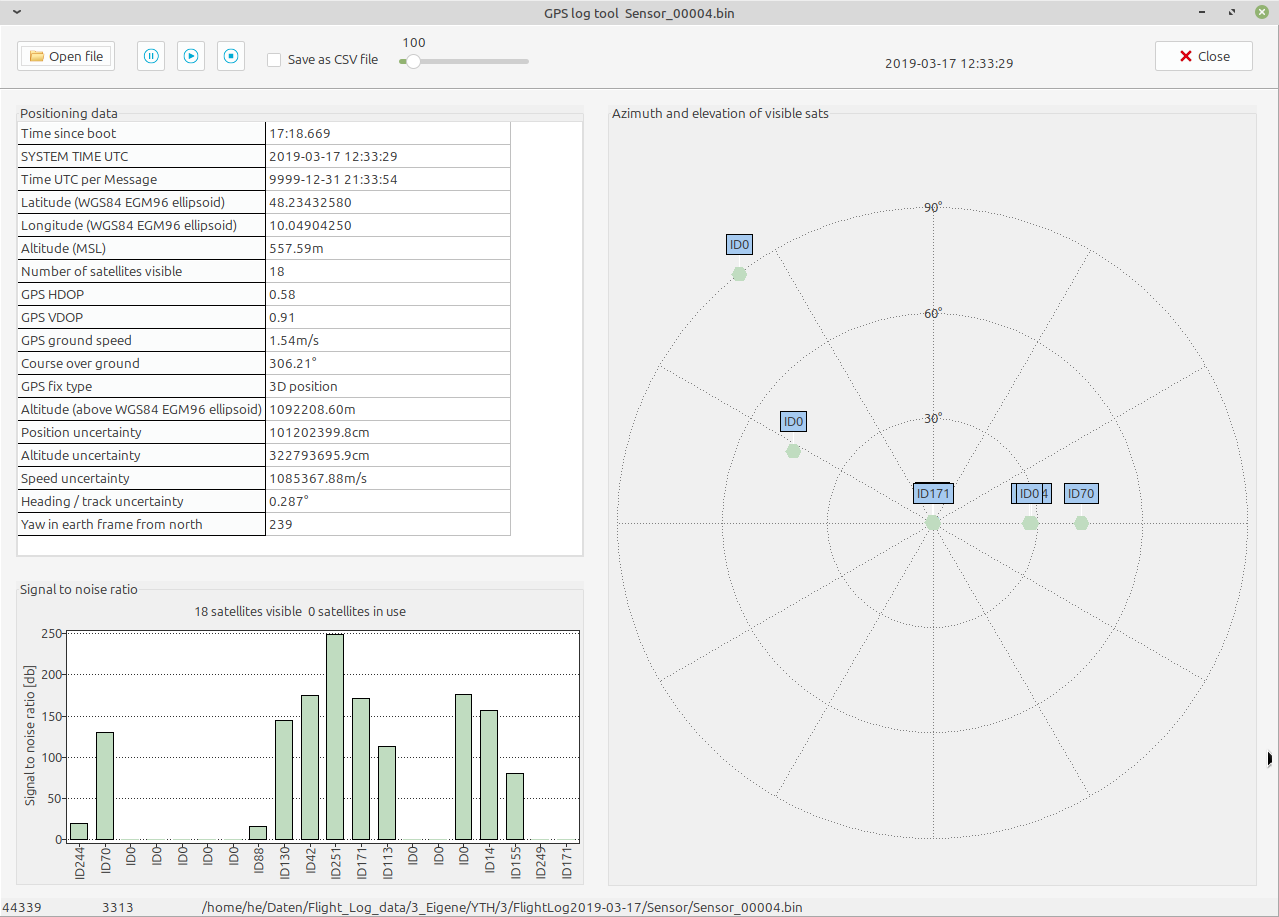 GPS log tool  Sensor_00004.bin
Open file
Save as CSV file
100
2019-03-17 12:33:29
Close
Positioning data
Time since boot 17:18.669
SYSTEM TIME UTC 2019-03-17 12:33:29
Time UTC per Message 9999-12-31 21:33:54
Latitude (WGS84 EGM96 ellipsoid) 48.23432580
Longitude (WGS84 EGM96 ellipsoid) 10.04904250
Altitude (MSL) 557.59m
Number of satellites visible 18
GPS HDOP 0.58
GPS VDOP 0.91
GPS ground speed 1.54m/s
Course over ground 306.21°
GPS fix type 3D position
Altitude (above WGS84 EGM96 ellipsoid) 1092208.60m
Position uncertainty 101202399.8cm
Altitude uncertainty 322793695.9cm
Speed uncertainty 1085367.88m/s
Heading / track uncertainty 0.287°
Yaw in earth frame from north 239
Signal to noise ratio
18 satellites visible  0 satellites in use
Signal to noise ratio [db]
250
200
150
100
50
0
ID244
ID70
ID0
ID0
ID0
ID0
ID0
ID88
ID130
ID42
ID251
ID171
ID113
ID0
ID0
ID0
ID14
ID155
ID249
ID171
Azimuth and elevation of visible sats
90°
ID0
60°
30°
ID0
ID171
ID0
4
ID70
44339
3313
/home/he/Daten/Flight_Log_data/3_Eigene/YTH/3/FlightLog2019-03-17/Sensor/Sensor_00004.bin